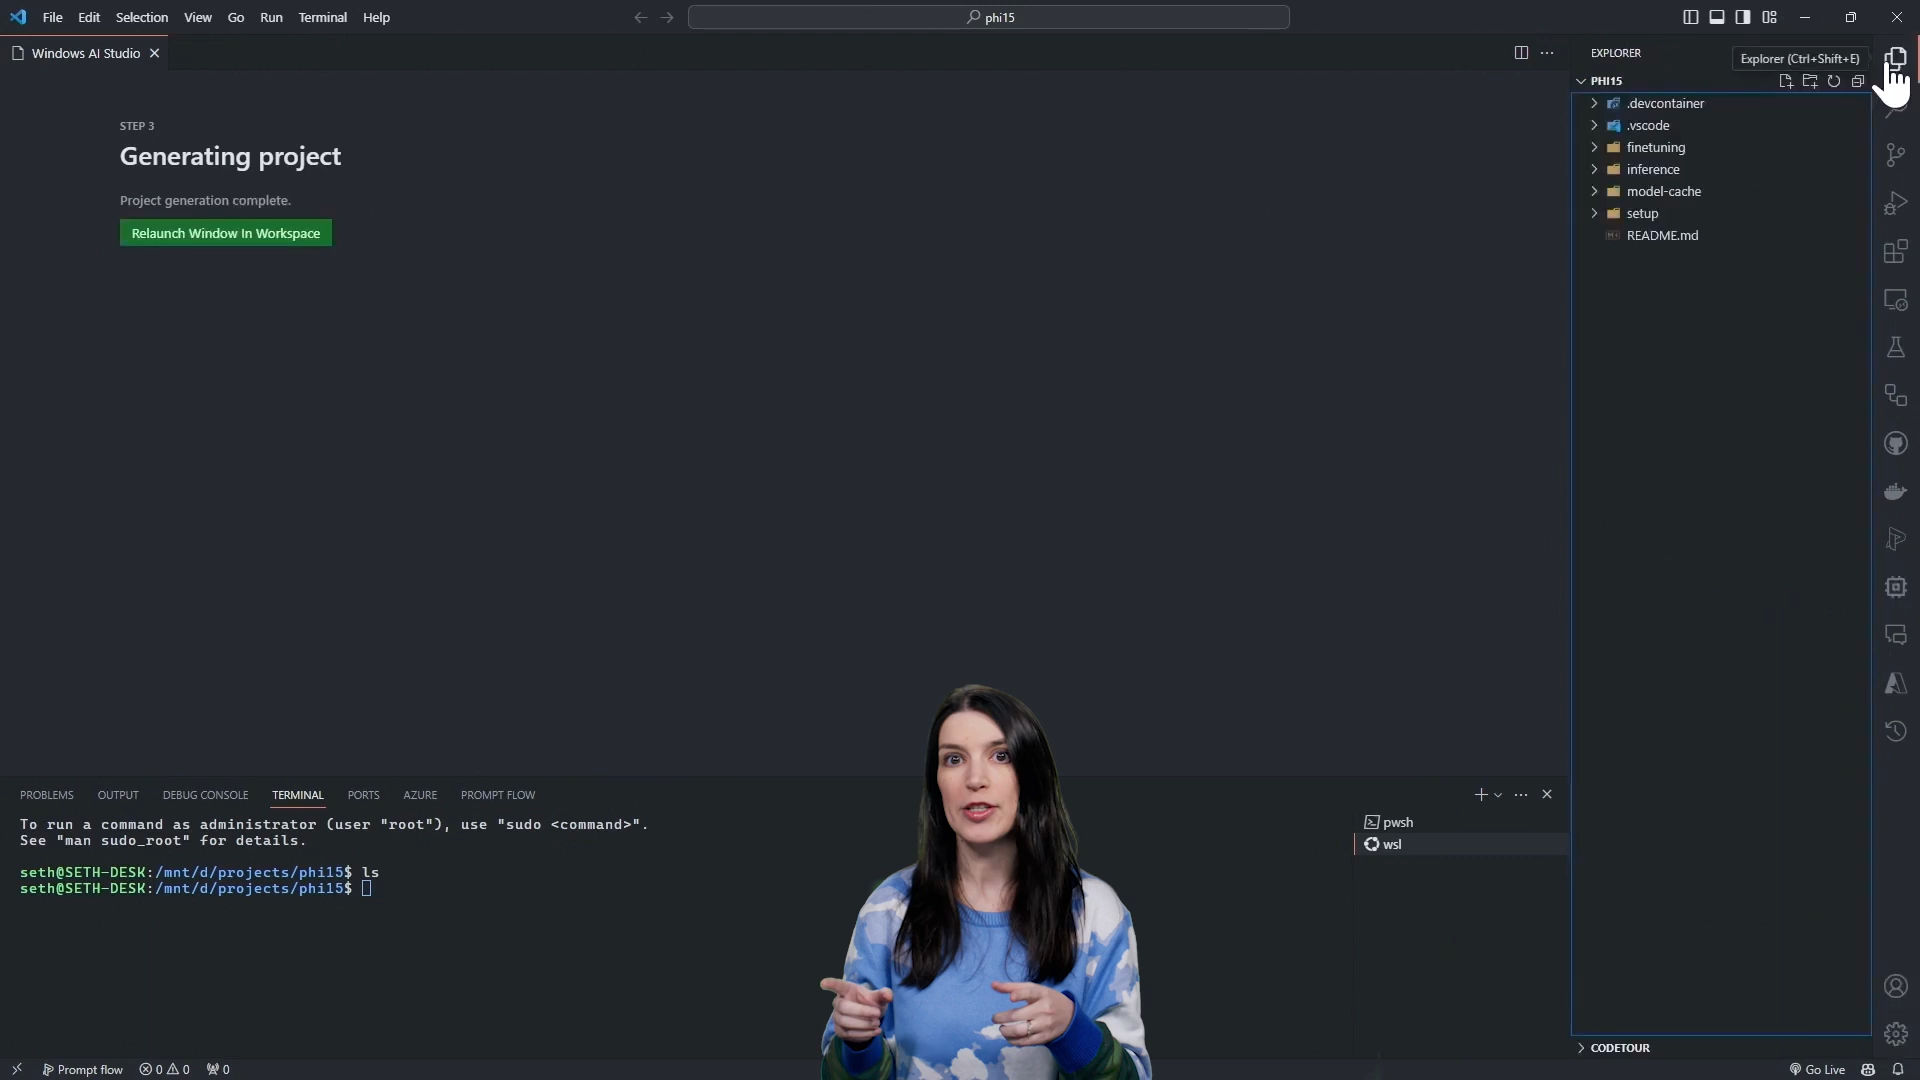 File Edit Selection View Go Run Terminal Help
phi15
Windows AI Studio
EXPLORER
Explorer (Ctrl+Shift+E)
PHI15
.devcontainer
.vscode
finetuning
inference
model-cache
setup
README.md
STEP 3
Generating project
Project generation complete.
Relaunch Window In Workspace
PROBLEMS OUTPUT DEBUG CONSOLE TERMINAL PORTS AZURE PROMPT FLOW
To run a command as administrator (user "root"), use "sudo <command>".
See "man sudo_root" for details.
seth@SETH-DESK:/mnt/d/projects/phi15$ ls
seth@SETH-DESK:/mnt/d/projects/phi15$
pwsh
wsl
CODETOUR
Prompt flow 0 0 0
Go Live